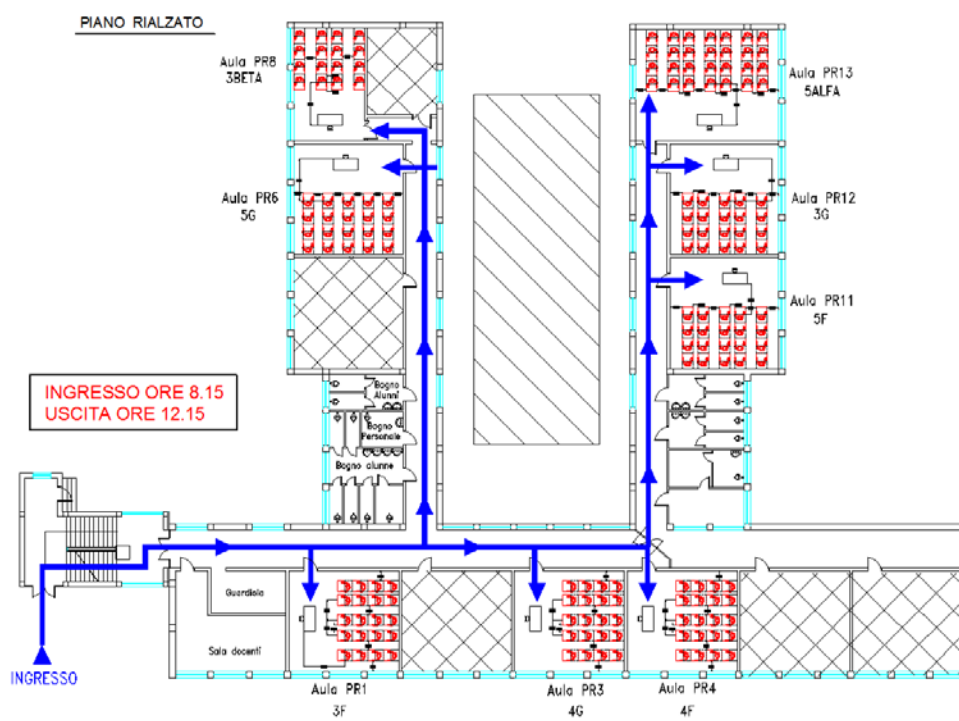 PIANO RIALZATO
Aula PR8
3BETA
Aula PR13
5ALFA
Aula PR6
5G
Aula PR12
3G
Aula PR11
5F
INGRESSO ORE 8.15
USCITA ORE 12.15
Bagno
Alunni
Bagno
Personale
Bagno alunne
Guardiola
Sala docenti
INGRESSO
Aula PR1
3F
Aula PR3
4G
Aula PR4
4F